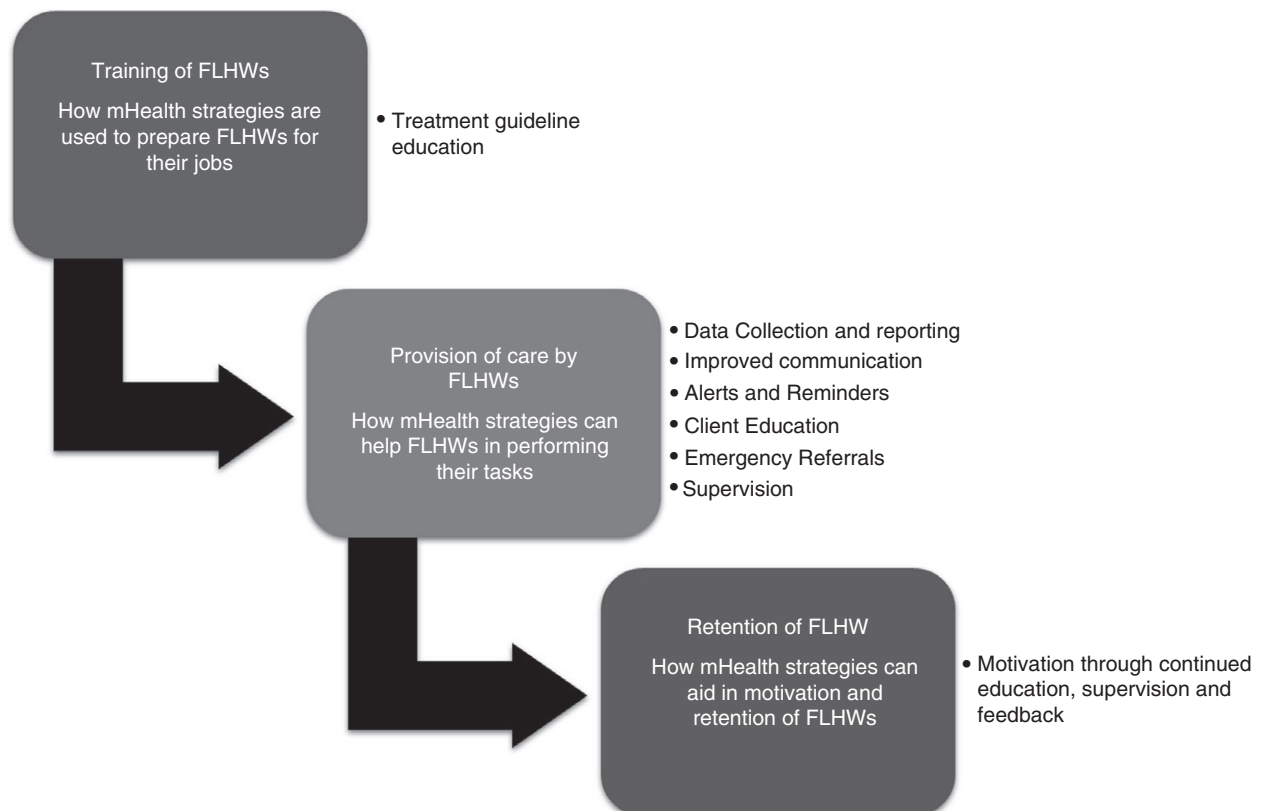 Training of FLHWs
How mHealth strategies are
used to prepare FLHWs for
their jobs
• Treatment guideline
education
Provision of care by
FLHWs
How mHealth strategies can
help FLHWs in performing
their tasks
• Data Collection and reporting
• Improved communication
• Alerts and Reminders
• Client Education
• Emergency Referrals
• Supervision
Retention of FLHW
How mHealth strategies can
aid in motivation and
retention of FLHWs
• Motivation through continued
education, supervision and
feedback